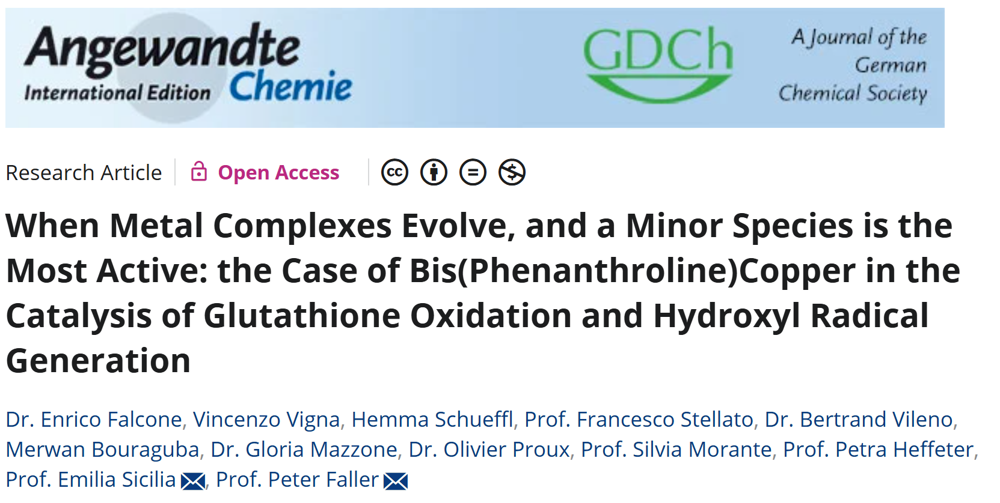 Angewandte
International Edition Chemie
GDCh
A Journal of the
German
Chemical Society
Research Article Open Access cc = $
When Metal Complexes Evolve, and a Minor Species is the
Most Active: the Case of Bis(Phenanthroline)Copper in the
Catalysis of Glutathione Oxidation and Hydroxyl Radical
Generation
Dr. Enrico Falcone, Vincenzo Vigna, Hemma Schueffl, Prof. Francesco Stellato, Dr. Bertrand Vileno,
Merwan Bouraguba, Dr. Gloria Mazzone, Dr. Olivier Proux, Prof. Silvia Morante, Prof. Petra Heffeter,
Prof. Emilia Sicilia, Prof. Peter Faller